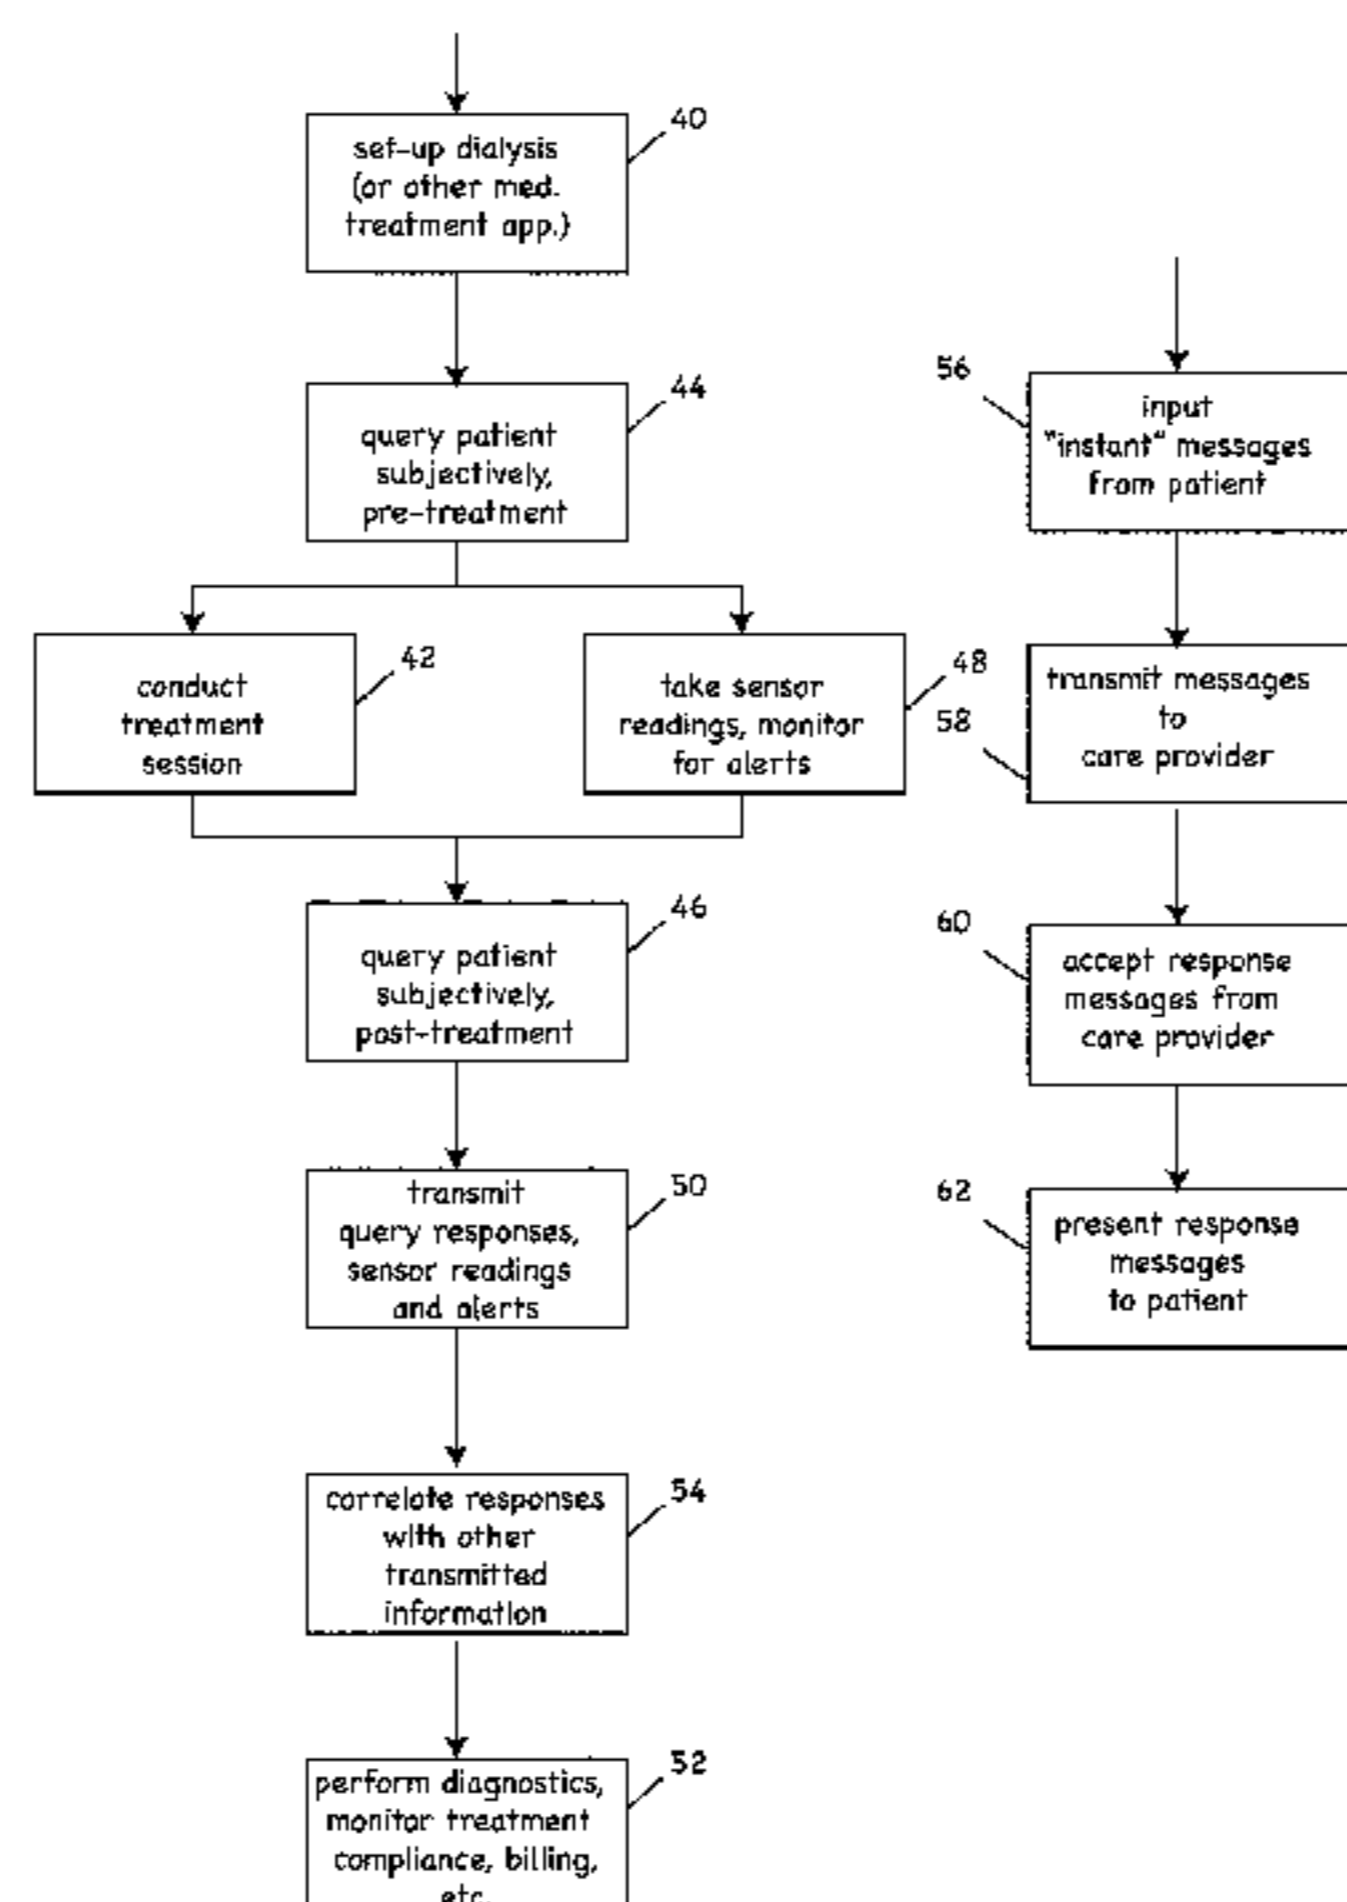 40
set-up dialysis
(or other med.
treatment app.)
44
query patient
subjectively,
pre-treatment
42
conduct
treatment
session
48
take sensor
readings, monitor
for alerts
46
query patient
subjectively,
post-treatment
50
transmit
query responses,
sensor readings
and alerts
54
correlate responses
with other
transmitted
information
52
perform diagnostics,
monitor treatment
compliance, billing,
etc.
56
input
"instant" messages
from patient
58
transmit messages
to
care provider
60
accept response
messages from
care provider
62
present response
messages
to patient